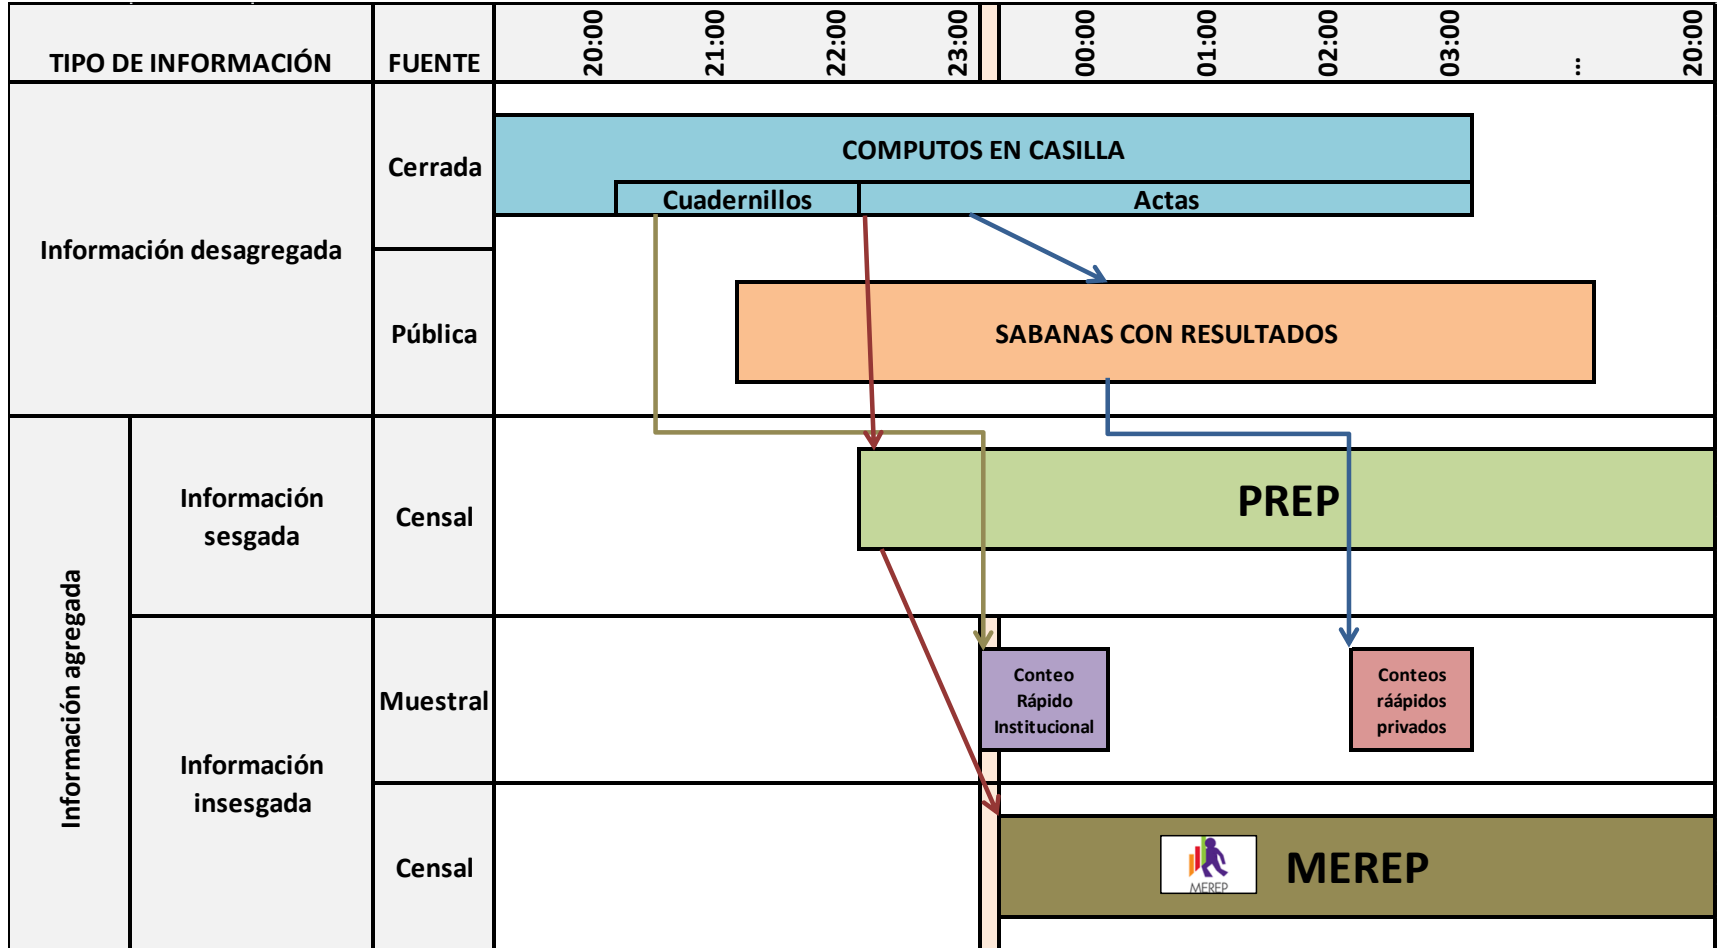 TIPO DE INFORMACIÓN
FUENTE
20:00
21:00
22:00
23:00
00:00
01:00
02:00
03:00
...
20:00
Información desagregada
Cerrada
COMPUTOS EN CASILLA
Cuadernillos
Actas
Pública
SABANAS CON RESULTADOS
Información agregada
Información
sesgada
Censal
PREP
Información
insesgada
Muestral
Conteo
Rápido
Institucional
Conteos
ráápidos
privados
Censal
MEREP
MEREP